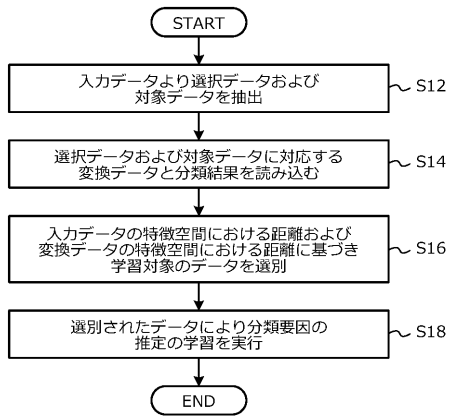 START
入力データより選択データおよび
対象データを抽出
S12
選択データおよび対象データに対応する
変換データと分類結果を読み込む
S14
入力データの特徴空間における距離および
変換データの特徴空間における距離に基づき
学習対象のデータを選別
S16
選別されたデータにより分類要因の
推定の学習を実行
S18
END